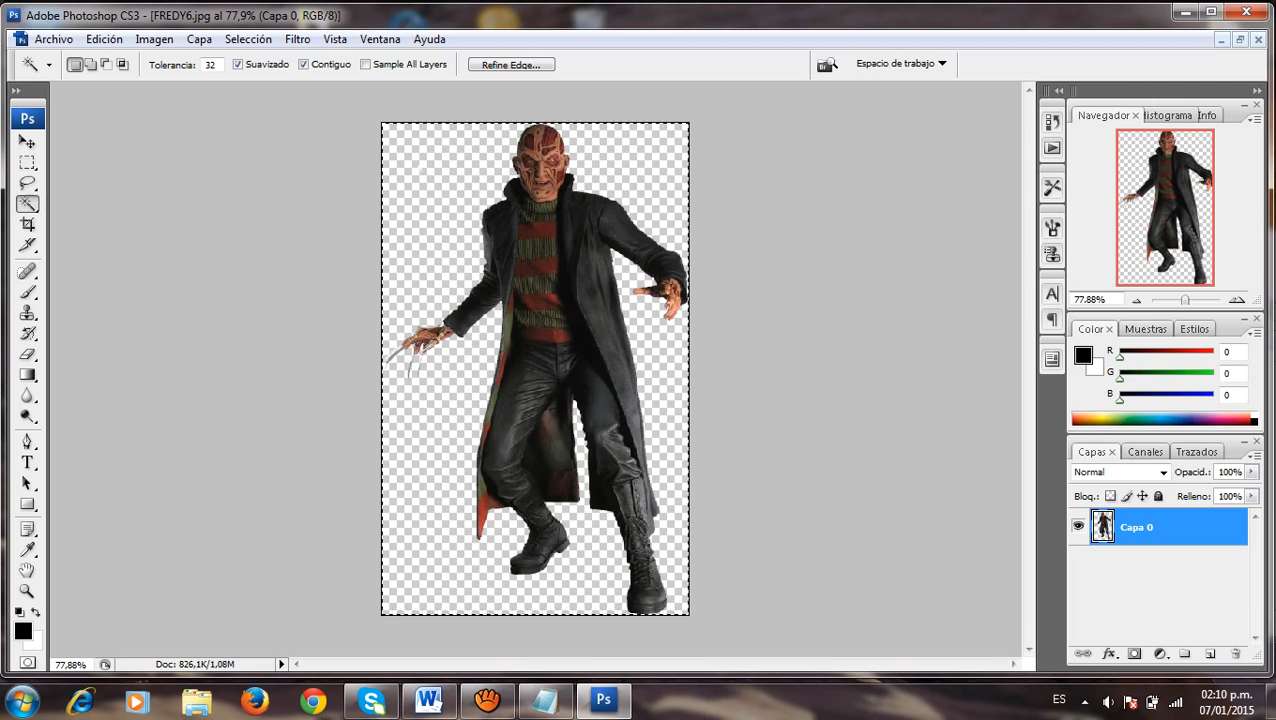 Adobe Photoshop CS3 - [FREDY6.jpg al 77,9% (Capa 0, RGB/8)]
Ps Archivo Edición Imagen Capa Selección Filtro Vista Ventana Ayuda
Tolerancia: 32 Suavizado Contiguo Sample All Layers Refine Edge... Espacio de trabajo
Ps
T
Navegador Histograma Info
77.88%
Color Muestras Estilos
R 0
G 0
B 0
Capas Canales Trazados
Normal Opacid.: 100%
Bloq.: Relleno: 100%
Capa 0
fx
77,88% Doc: 826,1K/1,08M
ES 02:10 p.m.
07/01/2015